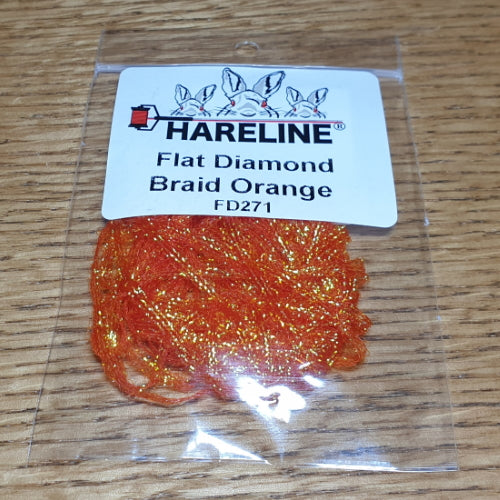 HARELINE®
Flat Diamond
Braid Orange
FD271